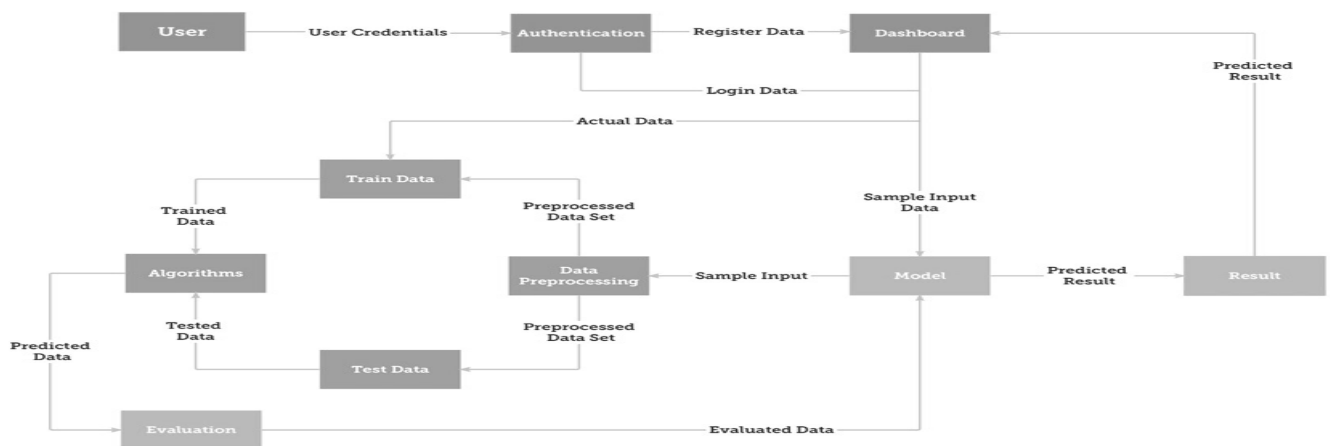 User
User Credentials
Authentication
Register Data
Dashboard
Predicted
Result
Login Data
Actual Data
Train Data
Trained
Data
Preprocessed
Data Set
Sample Input
Data
Algorithms
Data
Preprocessing
Sample Input
Model
Predicted
Result
Result
Tested
Data
Preprocessed
Data Set
Predicted
Data
Test Data
Evaluation
Evaluated Data